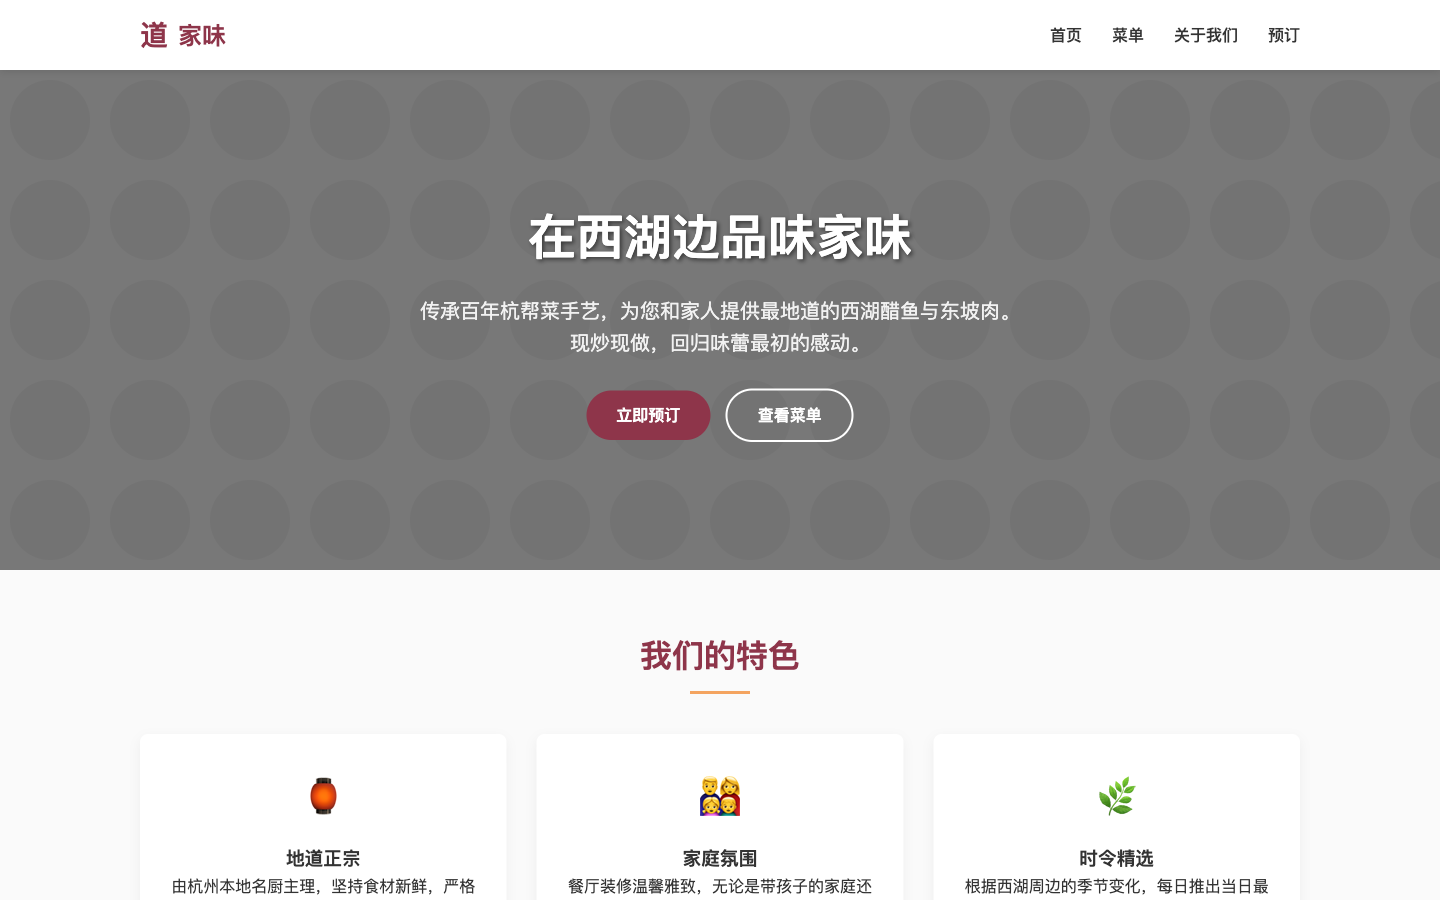 道 家味
首页 菜单 关于我们 预订
在西湖边品味家味
传承百年杭帮菜手艺，为您和家人提供最地道的西湖醋鱼与东坡肉。
现炒现做，回归味蕾最初的感动。
立即预订 查看菜单
我们的特色
地道正宗
由杭州本地名厨主理，坚持食材新鲜，严格
家庭氛围
餐厅装修温馨雅致，无论是带孩子的家庭还
时令精选
根据西湖周边的季节变化，每日推出当日最